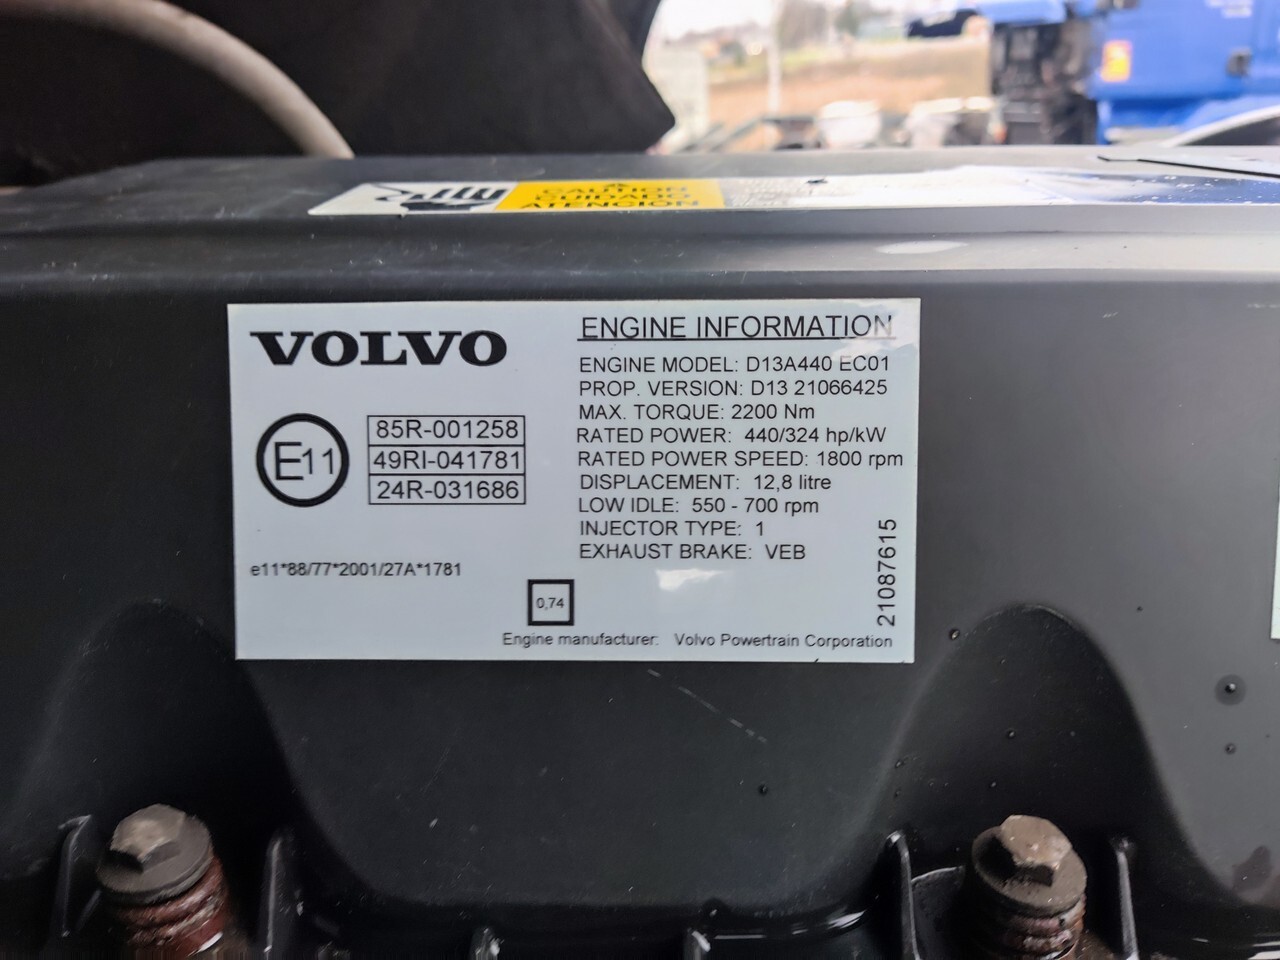 CAUTION
CUIDADO
ATENCION
VOLVO
E11
85R-001258
49RI-041781
24R-031686
e11*88/77*2001/27A*1781
ENGINE INFORMATION
ENGINE MODEL: D13A440 EC01
PROP. VERSION: D13 21066425
MAX. TORQUE: 2200 Nm
RATED POWER: 440/324 hp/kW
RATED POWER SPEED: 1800 rpm
DISPLACEMENT: 12,8 litre
LOW IDLE: 550 - 700 rpm
INJECTOR TYPE: 1
EXHAUST BRAKE: VEB
21087615
0,74
Engine manufacturer: Volvo Powertrain Corporation